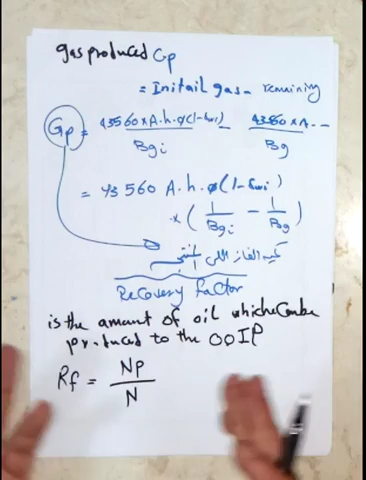 gas produced Gp
= Initail gas - remaining
Gp = 43560 x A.h.ø(1-Swi) / Bgi - 43560 x A -- / Bg
= 43 560 A.h.ø(1-Swi)
x ( 1/Bgi - 1/Bg )
كمية الغاز اللي انتج
Recovery Factor
is the amount of oil which can be
produced to the OOIP
Rf = Np / N